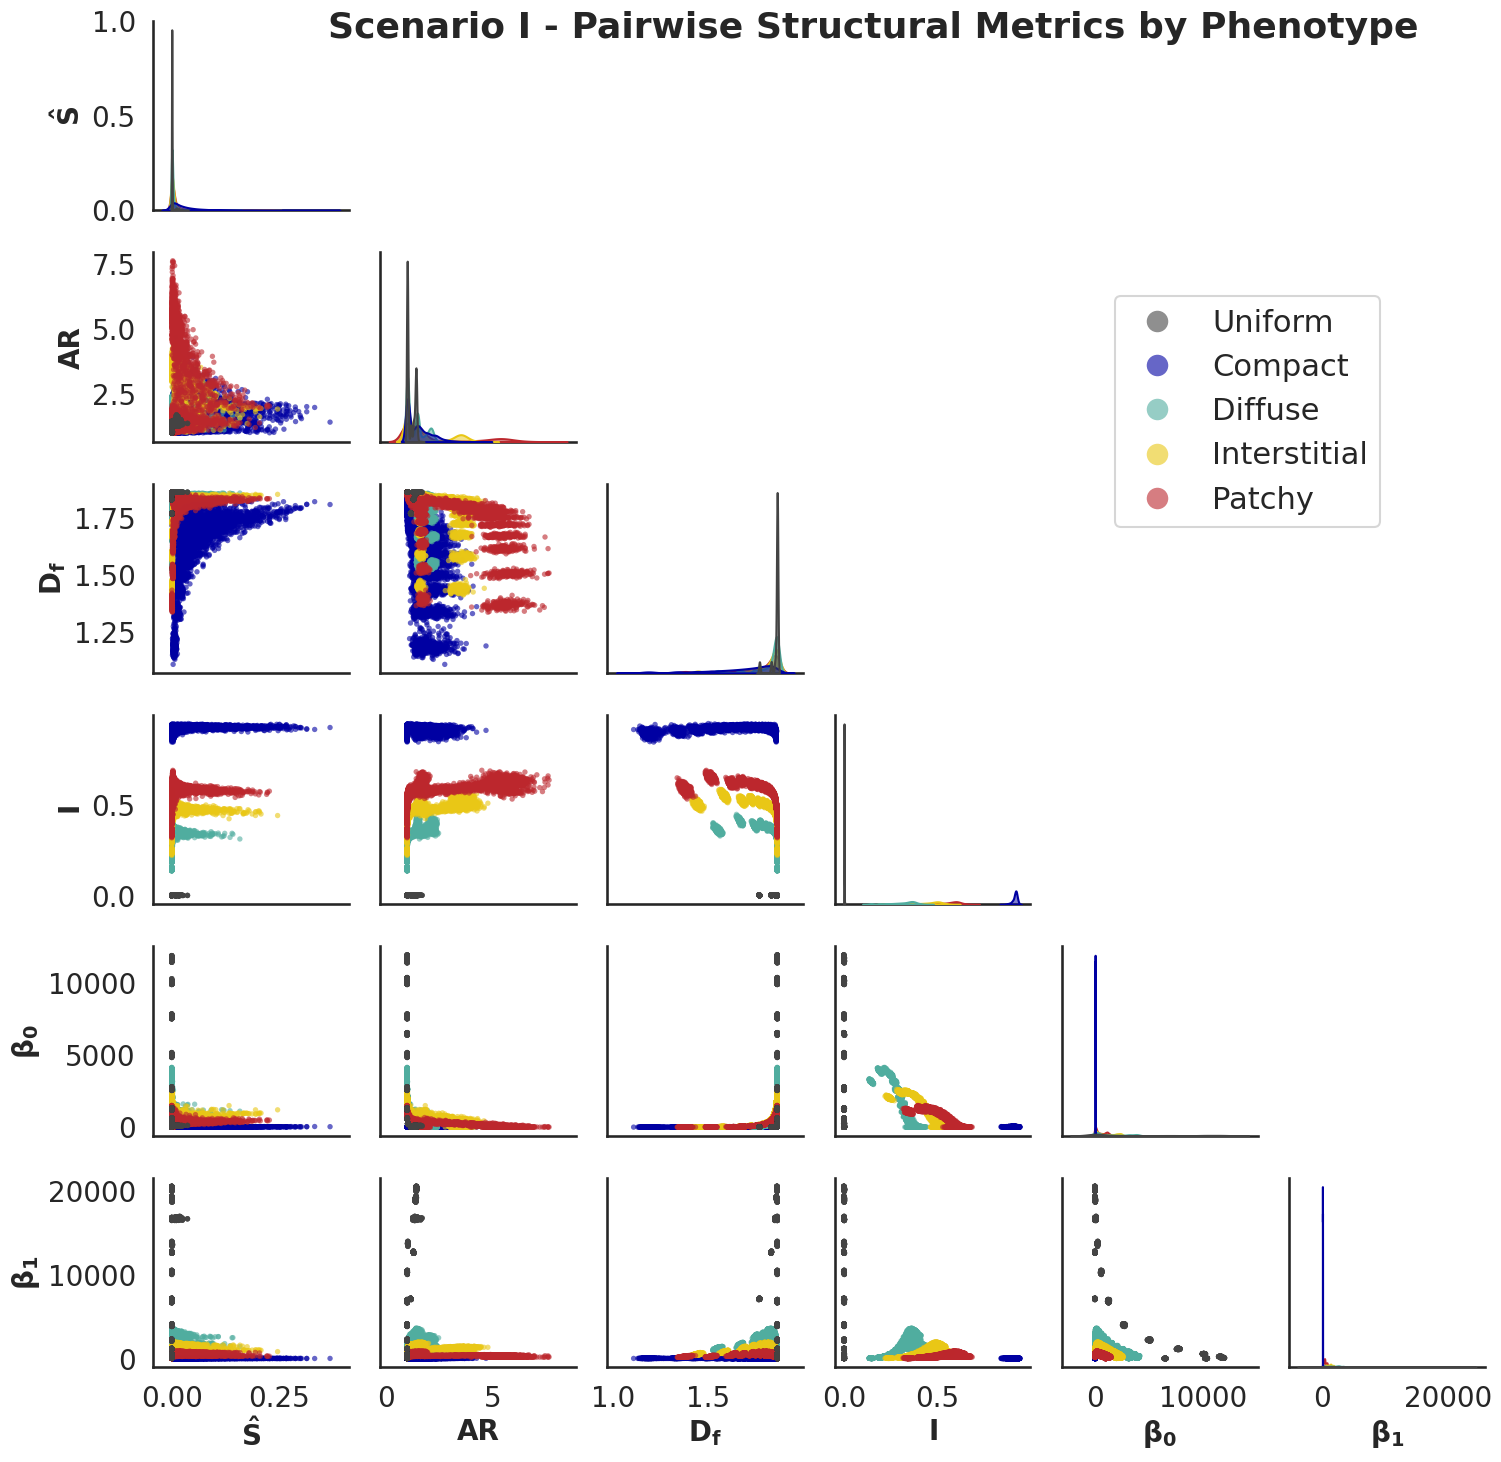 Scenario I - Pairwise Structural Metrics by Phenotype
1.0
0.5
0.0
Ŝ
7.5
5.0
2.5
AR
Uniform
Compact
Diffuse
Interstitial
Patchy
1.75
1.50
1.25
D_f
0.5
0.0
I
10000
5000
0
β₀
20000
10000
0
β₁
0.00 0.25 0 5 1.0 1.5 0.0 0.5 0 10000 0 20000
Ŝ AR D_f I β₀ β₁